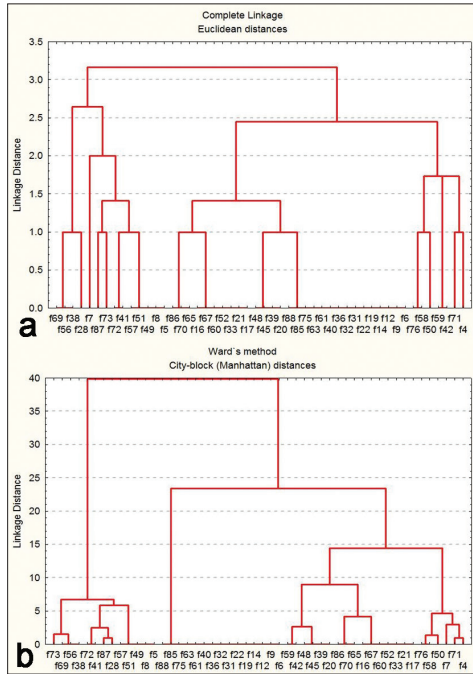 Complete Linkage
Euclidean distances
3.5
3.0
2.5
2.0
1.5
1.0
0.5
0.0
Linkage Distance
f69 f38 f7 f73 f41 f51 f8 f86 f65 f67 f52 f21 f48 f39 f88 f75 f61 f36 f31 f19 f12 f6 f58 f59 f71
f56 f28 f87 f72 f57 f49 f5 f70 f16 f60 f33 f17 f45 f20 f85 f63 f40 f32 f22 f14 f9 f76 f50 f42 f4
a
Ward`s method
City-block (Manhattan) distances
40
35
30
25
20
15
10
5
0
Linkage Distance
f73 f56 f72 f87 f57 f49 f5 f85 f63 f40 f32 f22 f14 f9 f59 f48 f39 f86 f65 f67 f52 f21 f76 f50 f71
f69 f38 f41 f28 f51 f8 f88 f75 f61 f36 f31 f19 f12 f6 f42 f45 f20 f70 f16 f60 f33 f17 f58 f7 f4
b